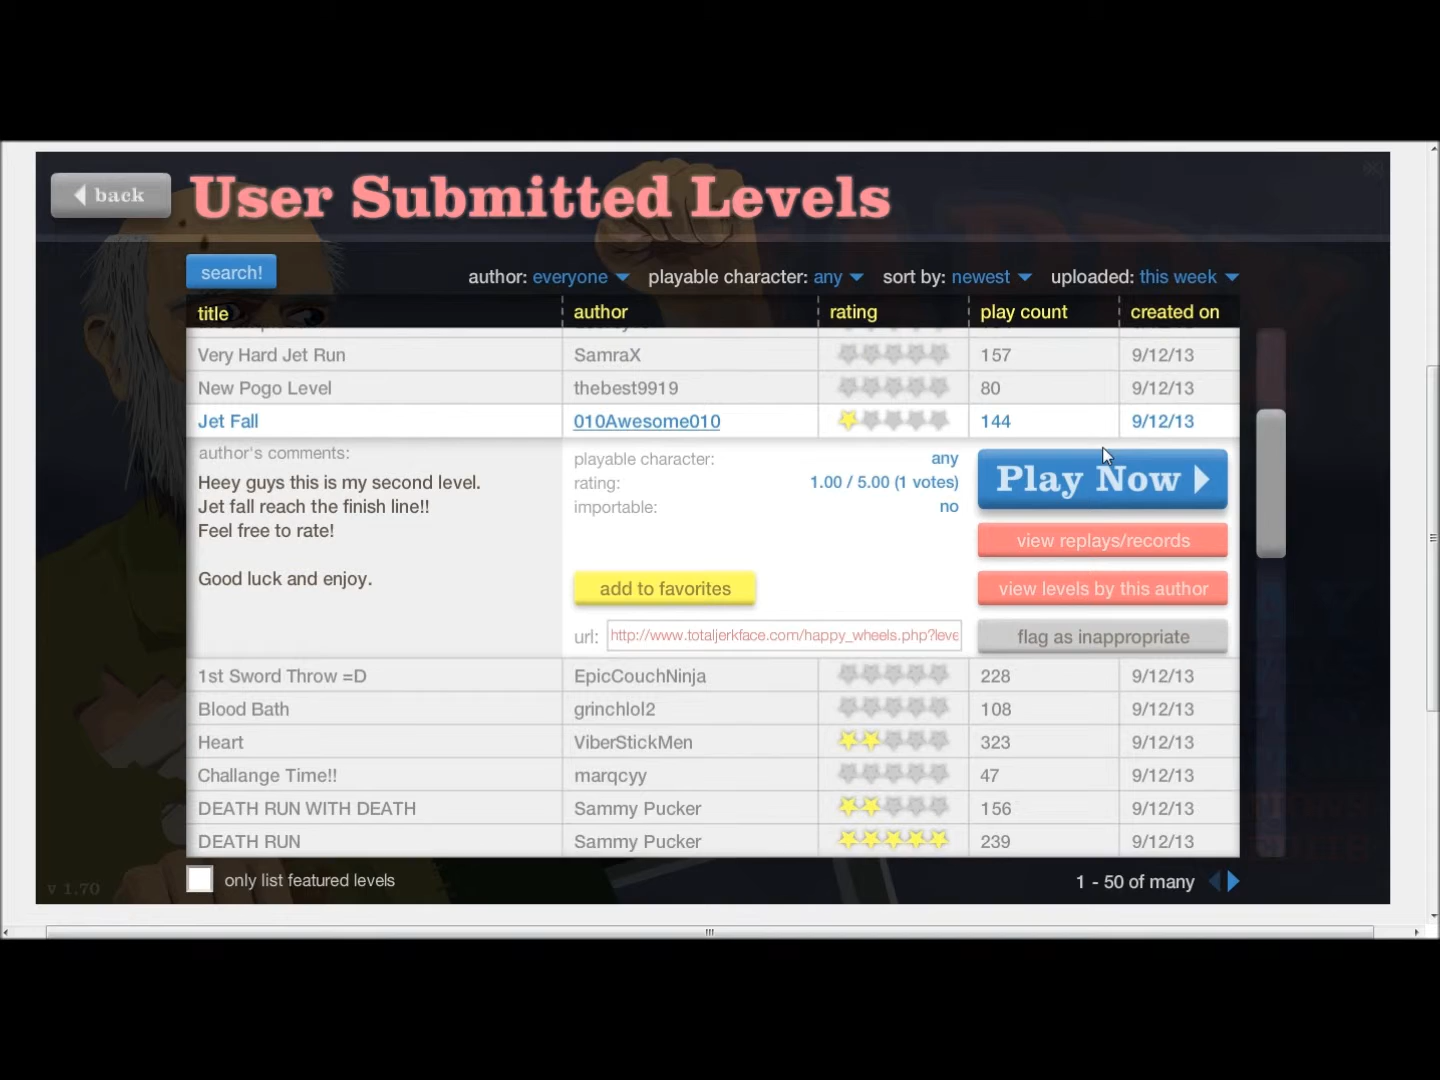 back
User Submitted Levels
search!
author: everyone playable character: any sort by: newest uploaded: this week
title author rating play count created on
Very Hard Jet Run SamraX 157 9/12/13
New Pogo Level thebest9919 80 9/12/13
Jet Fall 010Awesome010 144 9/12/13
author's comments:
Heey guys this is my second level.
Jet fall reach the finish line!!
Feel free to rate!
Good luck and enjoy.
playable character: any
rating: 1.00 / 5.00 (1 votes)
importable: no
add to favorites
url: http://www.totaljerkface.com/happy_wheels.php?leve
Play Now
view replays/records
view levels by this author
flag as inappropriate
1st Sword Throw =D EpicCouchNinja 228 9/12/13
Blood Bath grinchlol2 108 9/12/13
Heart ViberStickMen 323 9/12/13
Challange Time!! marqcyy 47 9/12/13
DEATH RUN WITH DEATH Sammy Pucker 156 9/12/13
DEATH RUN Sammy Pucker 239 9/12/13
v 1.70
only list featured levels
1 - 50 of many